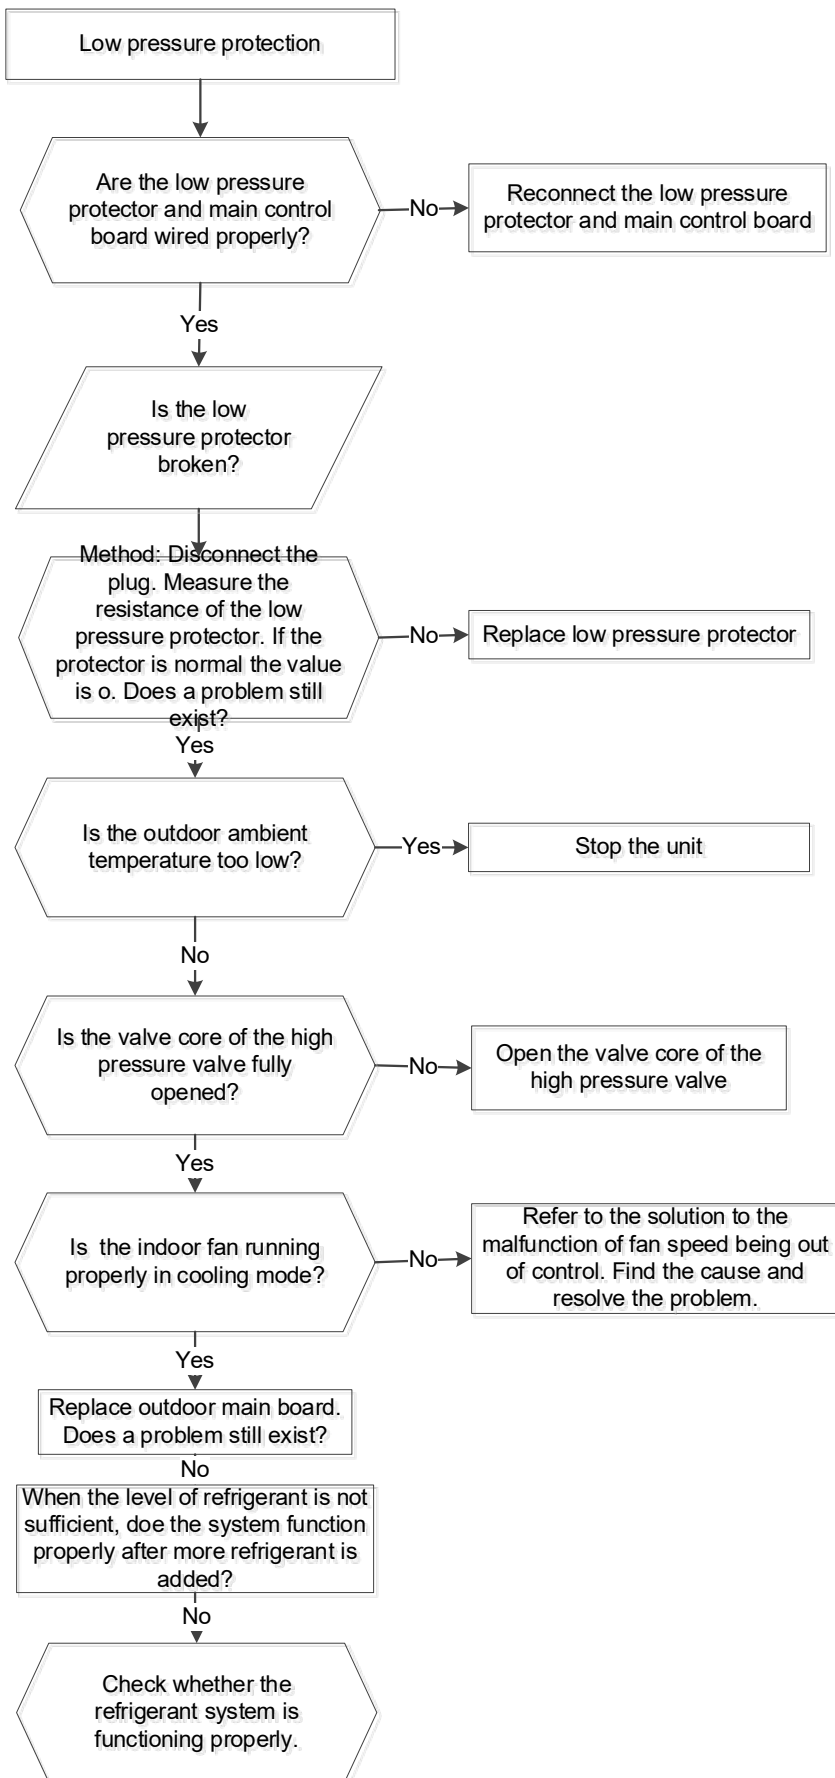 Low pressure protection
Are the low pressure
protector and main control
board wired properly?
No
Reconnect the low pressure
protector and main control board
Yes
Is the low
pressure protector
broken?
Method: Disconnect the
plug. Measure the
resistance of the low
pressure protector. If the
protector is normal the value
is o. Does a problem still
exist?
No
Replace low pressure protector
Yes
Is the outdoor ambient
temperature too low?
Yes
Stop the unit
No
Is the valve core of the high
pressure valve fully
opened?
No
Open the valve core of the
high pressure valve
Yes
Is the indoor fan running
properly in cooling mode?
No
Refer to the solution to the
malfunction of fan speed being out
of control. Find the cause and
resolve the problem.
Yes
Replace outdoor main board.
Does a problem still exist?
No
When the level of refrigerant is not
sufficient, doe the system function
properly after more refrigerant is
added?
No
Check whether the
refrigerant system is
functioning properly.